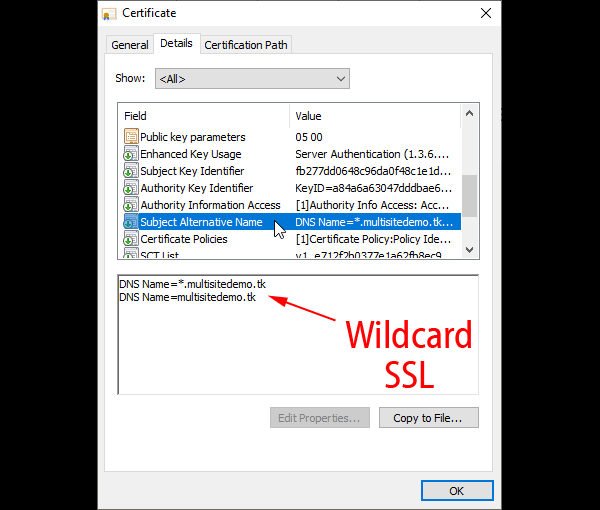 Certificate
General Details Certification Path
Show: <All>
Field Value
Public key parameters 05 00
Enhanced Key Usage Server Authentication (1.3.6....
Subject Key Identifier fb277dd0648c96da0f48c1e1d...
Authority Key Identifier KeyID=a84a6a63047dddbae6...
Authority Information Access [1]Authority Info Access: Acc...
Subject Alternative Name DNS Name=*.multisitedemo.tk...
Certificate Policies [1]Certificate Policy:Policy Ide...
SCT List v1, e712f2b0377e1a62fb8ec9...
DNS Name=*.multisitedemo.tk
DNS Name=multisitedemo.tk
Wildcard
SSL
Edit Properties...
Copy to File...
OK